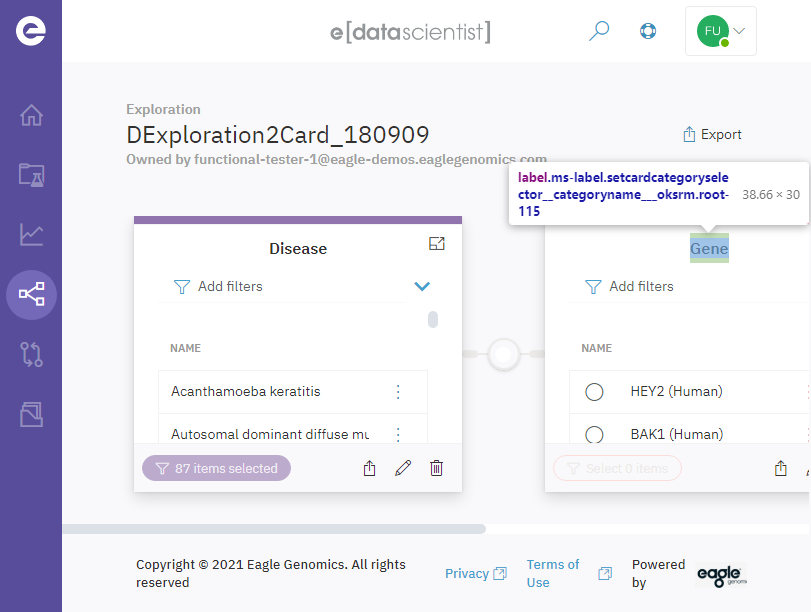 e[datascientist]
FU
Exploration
DExploration2Card_180909
Export
Owned by functional-tester-1@eagle-demos.eaglegenomics.com
label.ms-label.setcardcategorysele
ctor__categoryname___oksrm.root-
115
38.66 × 30
Disease
Gene
Add filters
Add filters
NAME
NAME
Acanthamoeba keratitis
HEY2 (Human)
Autosomal dominant diffuse mu
BAK1 (Human)
87 items selected
Select 0 items
Copyright © 2021 Eagle Genomics. All rights
reserved
Privacy
Terms of
Use
Powered
by
eagle
genomics